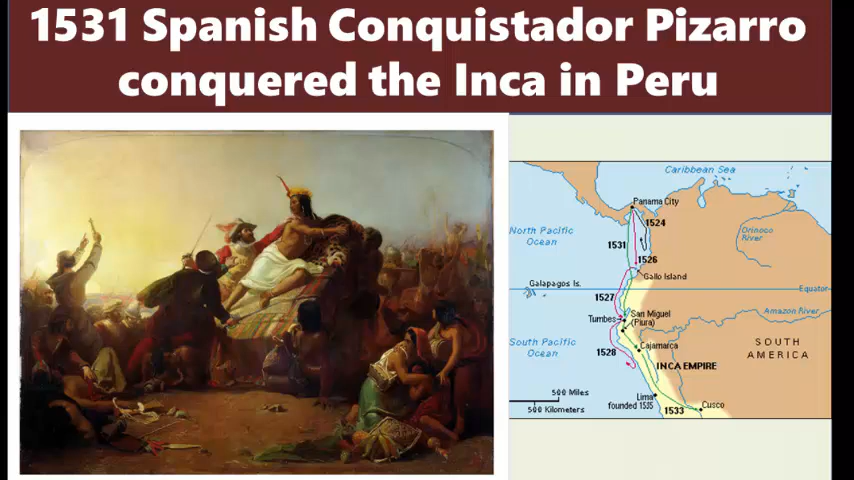 1531 Spanish Conquistador Pizarro
conquered the Inca in Peru
Caribbean Sea
Panama City
1524
North Pacific
Ocean
Orinoco
River
1531
1526
Gallo Island
Galapagos Is.
Equator
1527
Amazon River
Tumbes
San Miguel
(Piura)
South Pacific
Ocean
Cajamarca
SOUTH
AMERICA
1528
INCA EMPIRE
500 Miles
500 Kilometers
Lima
founded 1535
1533
Cusco